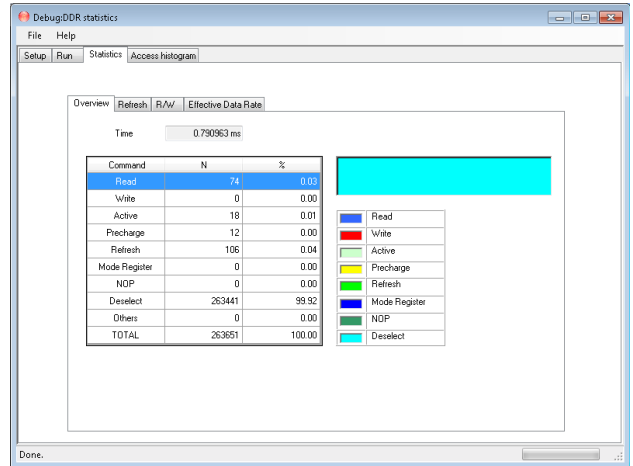 Debug:DDR statistics
File Help
Setup Run Statistics Access histogram
Overview Refresh R/W Effective Data Rate
Time 0.790963 ms
Command N %
Read 74 0.03
Write 0 0.00
Active 18 0.01
Precharge 12 0.00
Refresh 106 0.04
Mode Register 0 0.00
NOP 0 0.00
Deselect 263441 99.92
Others 0 0.00
TOTAL 263651 100.00
Read
Write
Active
Precharge
Refresh
Mode Register
NOP
Deselect
Done.